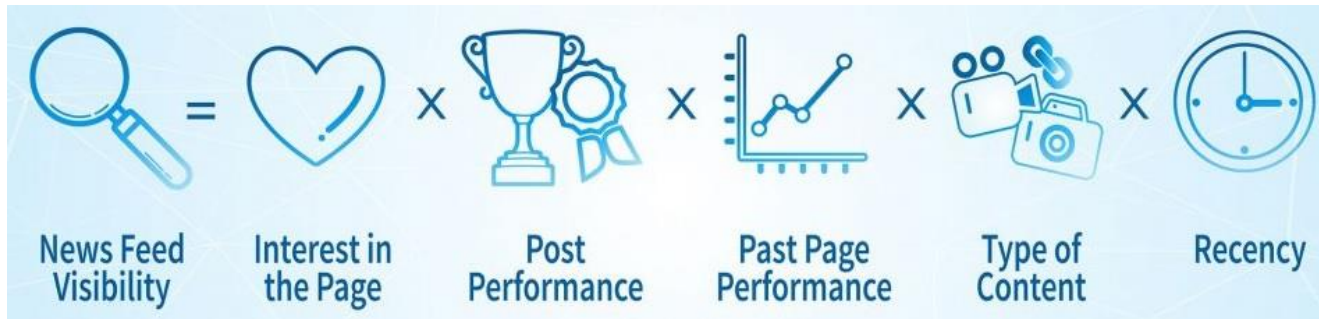 = X X X X
News Feed
Visibility
Interest in
the Page
Post
Performance
Past Page
Performance
Type of
Content
Recency